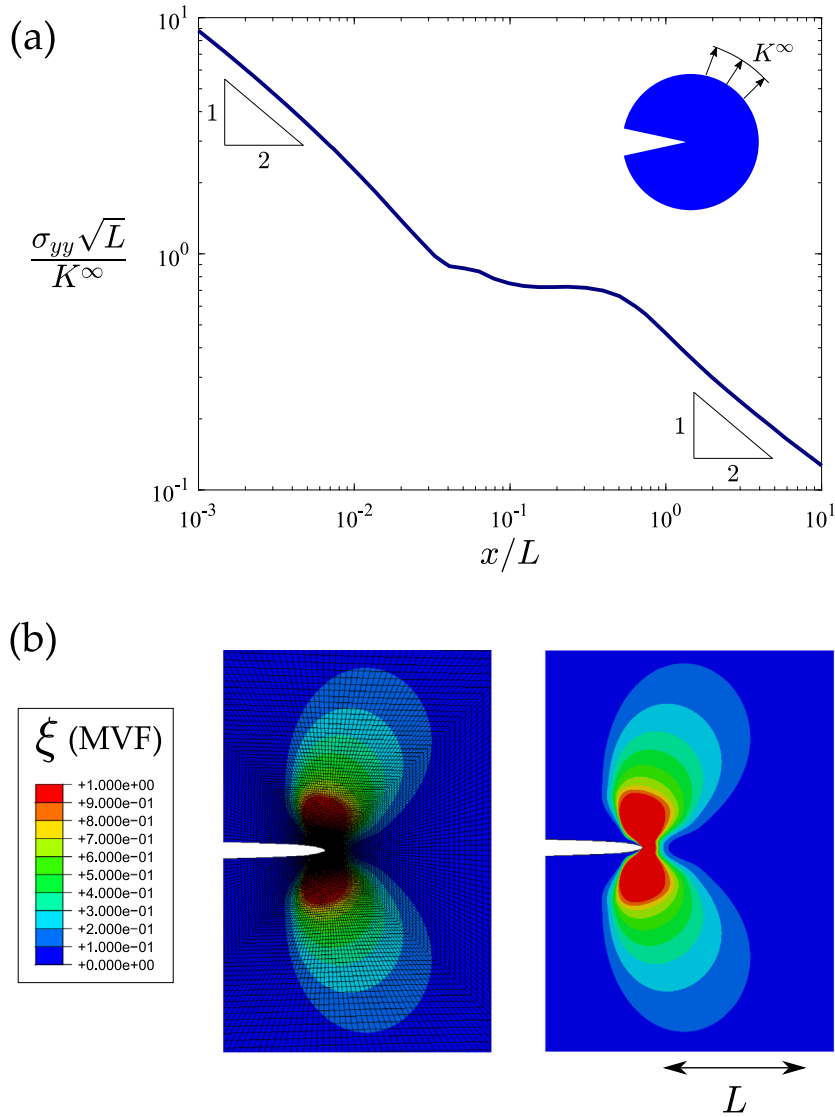 (a)
10^1
K^∞
1
2
10^0
σ_yy √L
K^∞
1
2
10^-1
10^-3
10^-2
10^-1
10^0
10^1
x/L
(b)
ξ (MVF)
+1.000e+00
+9.000e-01
+8.000e-01
+7.000e-01
+6.000e-01
+5.000e-01
+4.000e-01
+3.000e-01
+2.000e-01
+1.000e-01
+0.000e+00
L